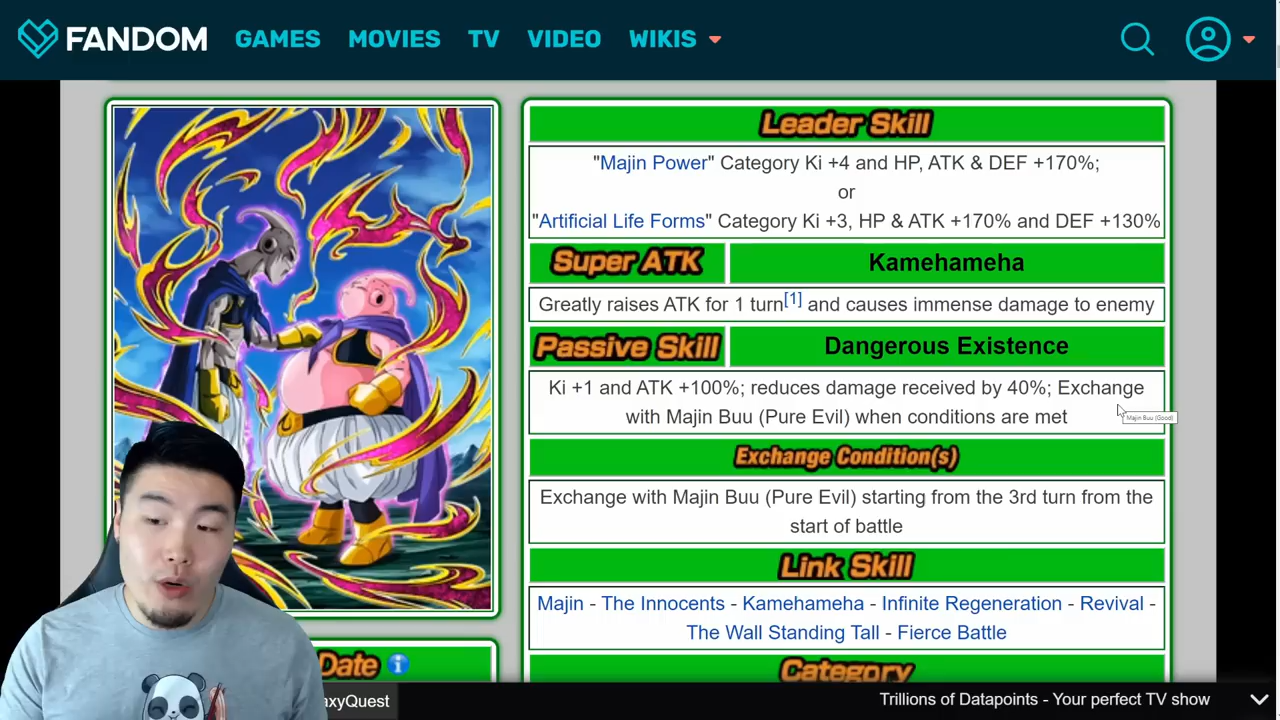 FANDOM GAMES MOVIES TV VIDEO WIKIS
Leader Skill
"Majin Power" Category Ki +4 and HP, ATK & DEF +170%;
or
"Artificial Life Forms" Category Ki +3, HP & ATK +170% and DEF +130%
Super ATK Kamehameha
Greatly raises ATK for 1 turn[1] and causes immense damage to enemy
Passive Skill Dangerous Existence
Ki +1 and ATK +100%; reduces damage received by 40%; Exchange
with Majin Buu (Pure Evil) when conditions are met
Majin Buu (Good)
Exchange Condition(s)
Exchange with Majin Buu (Pure Evil) starting from the 3rd turn from the
start of battle
Link Skill
Majin - The Innocents - Kamehameha - Infinite Regeneration - Revival -
The Wall Standing Tall - Fierce Battle
Date
Category
axyQuest
Trillions of Datapoints - Your perfect TV show